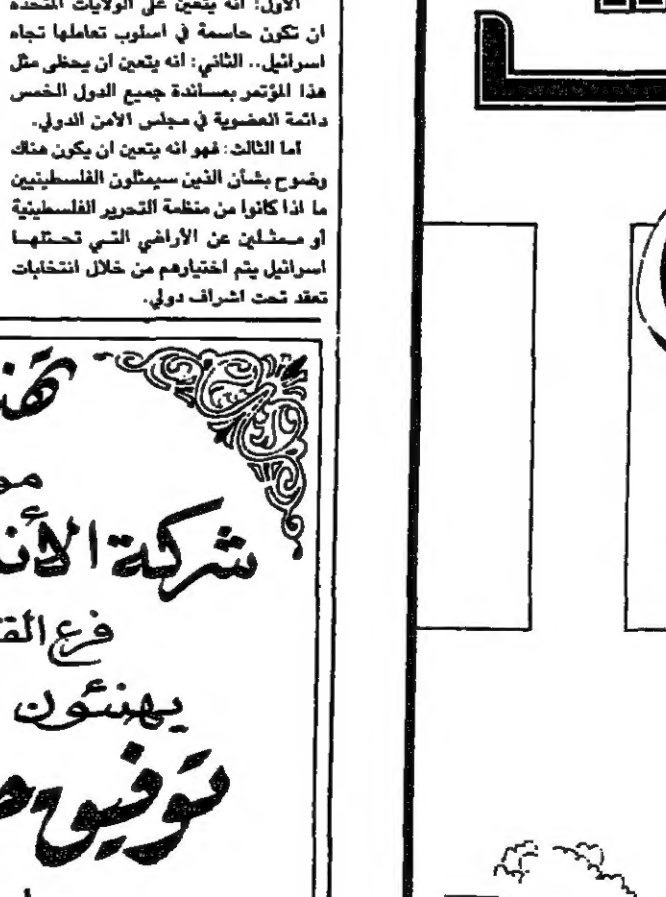 الأول: انه يتعين على الولايات المتحدة
ان تكون حاسمة في اسلوب تعاملها تجاه
اسرائيل.. الثاني: انه يتعين ان يحظى مثل
هذا المؤتمر بمساندة جميع الدول الخمس
دائمة العضوية في مجلس الأمن الدولي.
أما الثالث: فهو انه يتعين ان يكون هناك
وضوح بشأن الذين سيمثلون الفلسطينيين
ما اذا كانوا من منظمة التحرير الفلسطينية
أو ممثلين عن الأراضي التي تحتلها
اسرائيل يتم اختيارهم من خلال انتخابات
تعقد تحت اشراف دولي.
شركة
فرع
يهنئون
توفيق